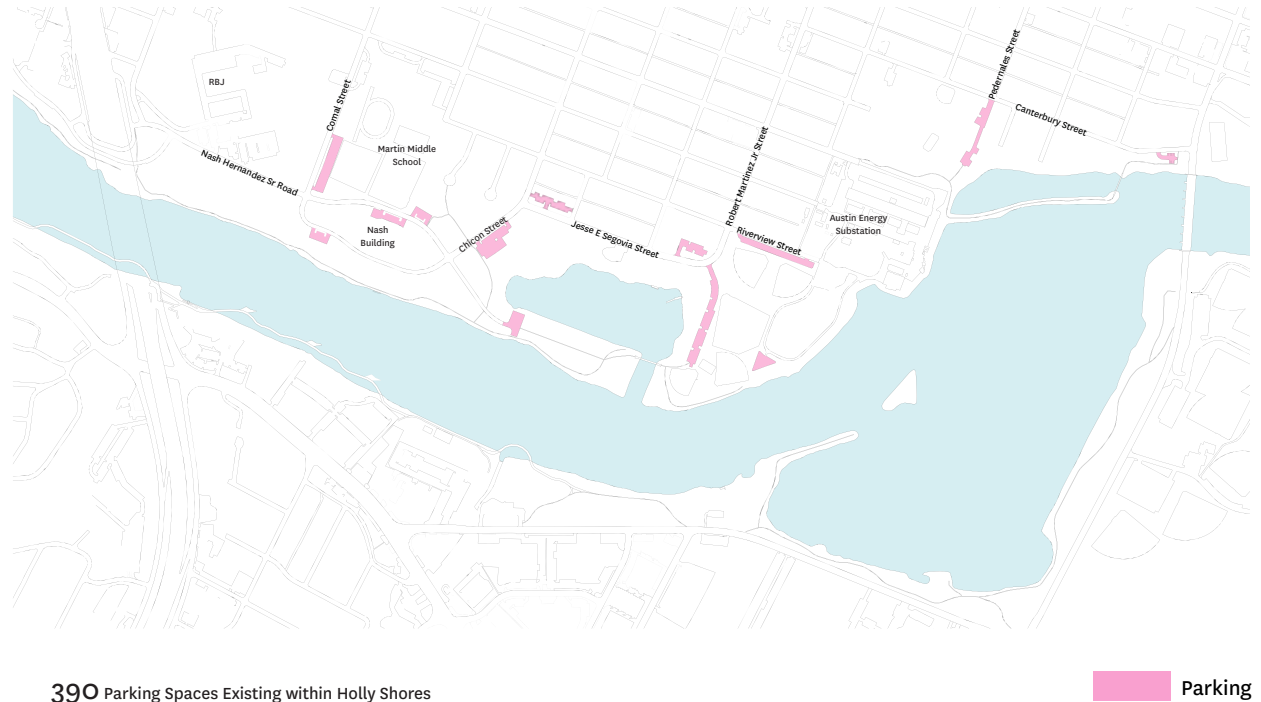 Pedernales Street
RBJ
Comal Street
Canterbury Street
Martin Middle
School
Nash Hernandez Sr Road
Robert Martinez Jr Street
Austin Energy
Substation
Nash
Building
Chicon Street
Jesse E Segovia Street
Riverview Street
390 Parking Spaces Existing within Holly Shores
Parking